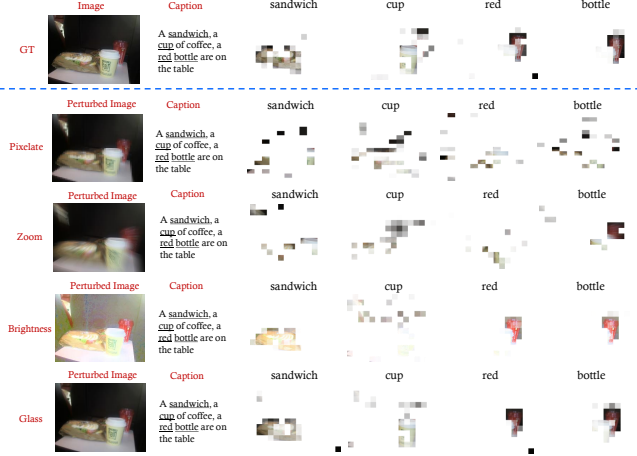 Image Caption sandwich cup red bottle
GT
A sandwich, a
cup of coffee, a
red bottle are on
the table
Perturbed Image Caption sandwich cup red bottle
Pixelate
A sandwich, a
cup of coffee, a
red bottle are on
the table
Perturbed Image Caption sandwich cup red bottle
Zoom
A sandwich, a
cup of coffee, a
red bottle are on
the table
Perturbed Image Caption sandwich cup red bottle
Brightness
A sandwich, a
cup of coffee, a
red bottle are on
the table
Perturbed Image Caption sandwich cup red bottle
Glass
A sandwich, a
cup of coffee, a
red bottle are on
the table